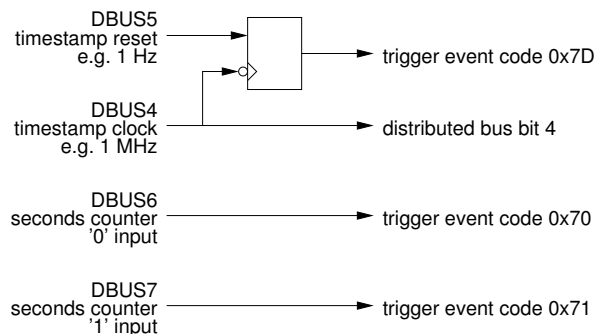 DBUS5
timestamp reset
e.g. 1 Hz
trigger event code 0x7D
DBUS4
timestamp clock
e.g. 1 MHz
distributed bus bit 4
DBUS6
seconds counter
'0' input
trigger event code 0x70
DBUS7
seconds counter
'1' input
trigger event code 0x71